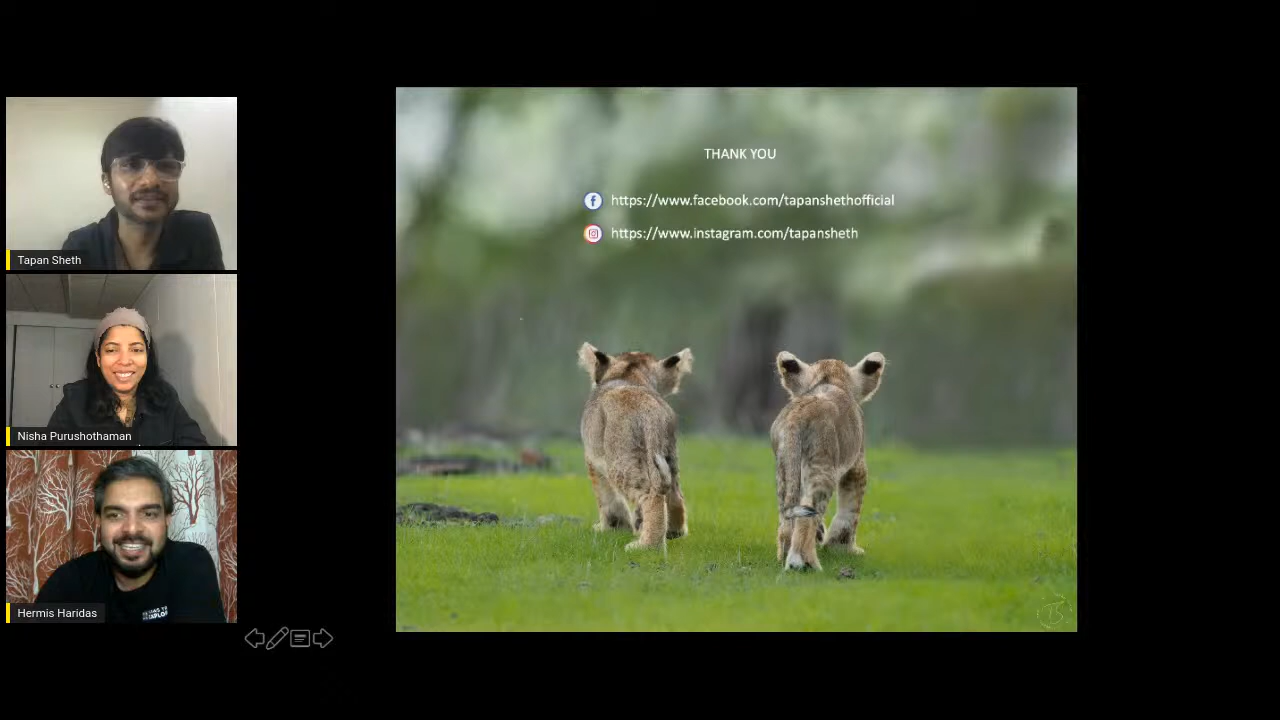 Tapan Sheth
Nisha Purushothaman
Hermis Haridas
THANK YOU
https://www.facebook.com/tapanshethofficial
https://www.instagram.com/tapansheth